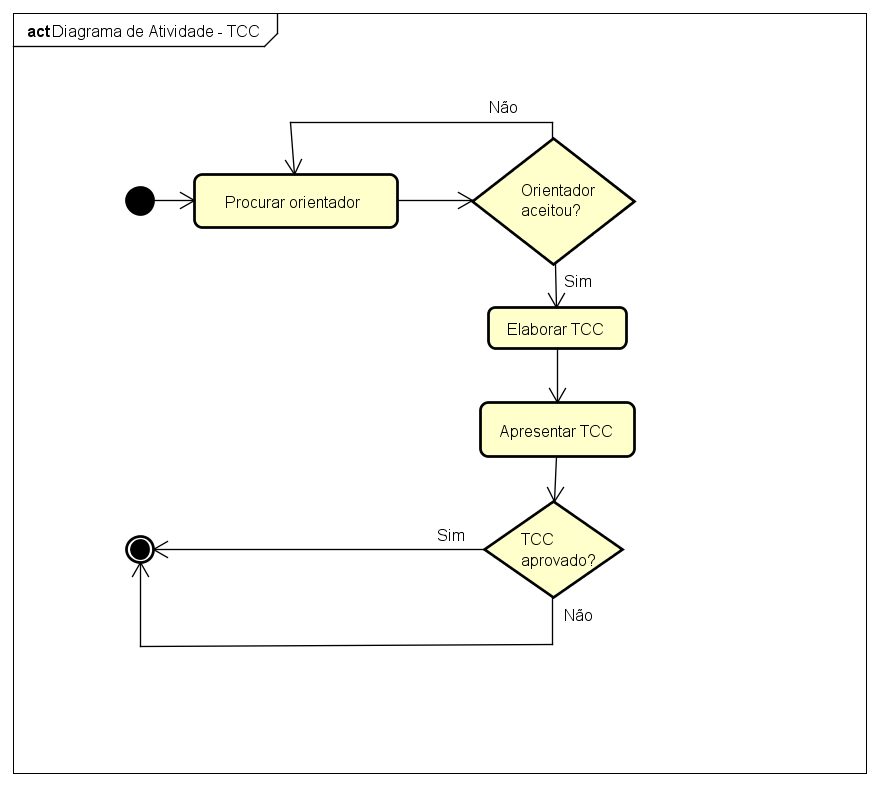 act Diagrama de Atividade - TCC
Não
Procurar orientador
Orientador
aceitou?
Sim
Elaborar TCC
Apresentar TCC
Sim
TCC
aprovado?
Não